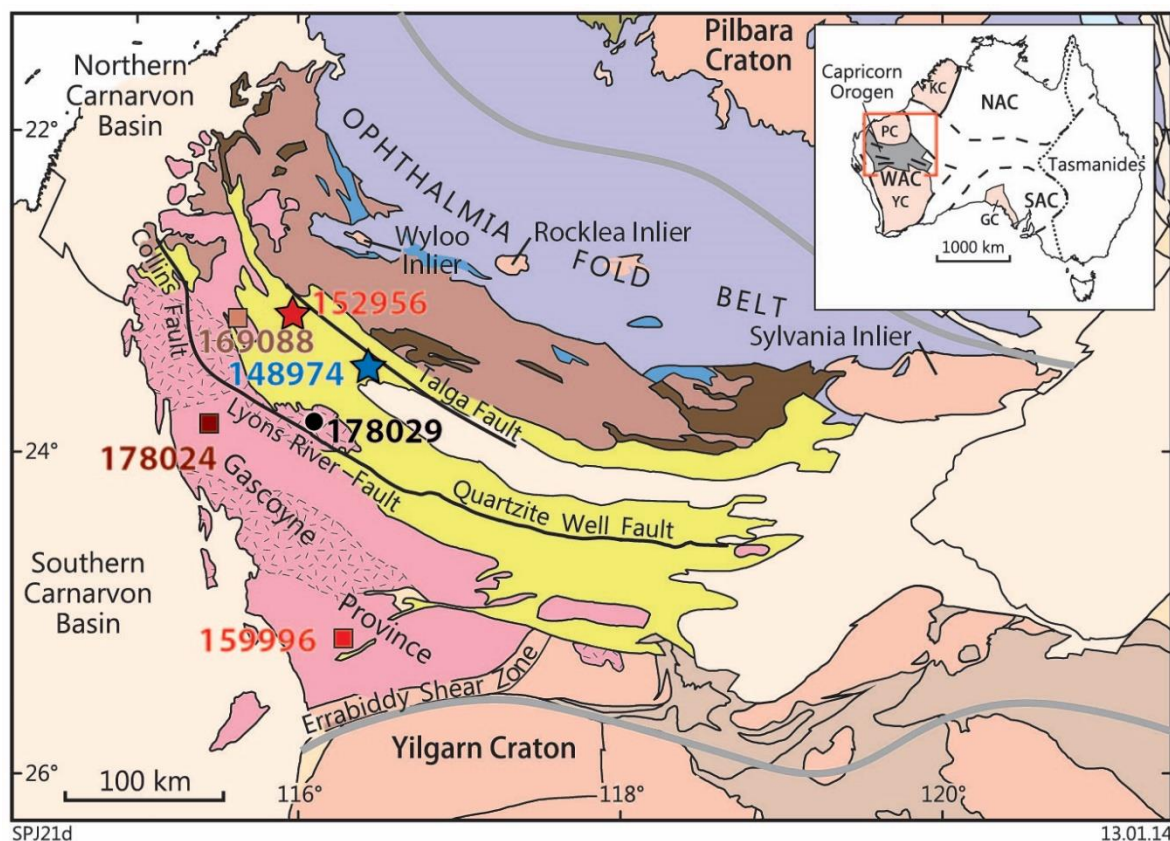 Northern
Carnarvon
Basin
Pilbara
Craton
Capricorn
Orogen
KC
PC
NAC
WAC
YC
GC
SAC
Tasmanides
1000 km
22°
OPHTHALMIA
FOLD
BELT
Wyloo
Inlier
Rocklea Inlier
Sylvania Inlier
Collins Fault
152956
169088
148974
Talga Fault
178029
24°
178024
Lyons River Fault
Quartzite Well Fault
Gascoyne
Province
Southern
Carnarvon
Basin
159996
Errabiddy Shear Zone
Yilgarn Craton
26°
100 km
116°
118°
120°
SPJ21d
13.01.14